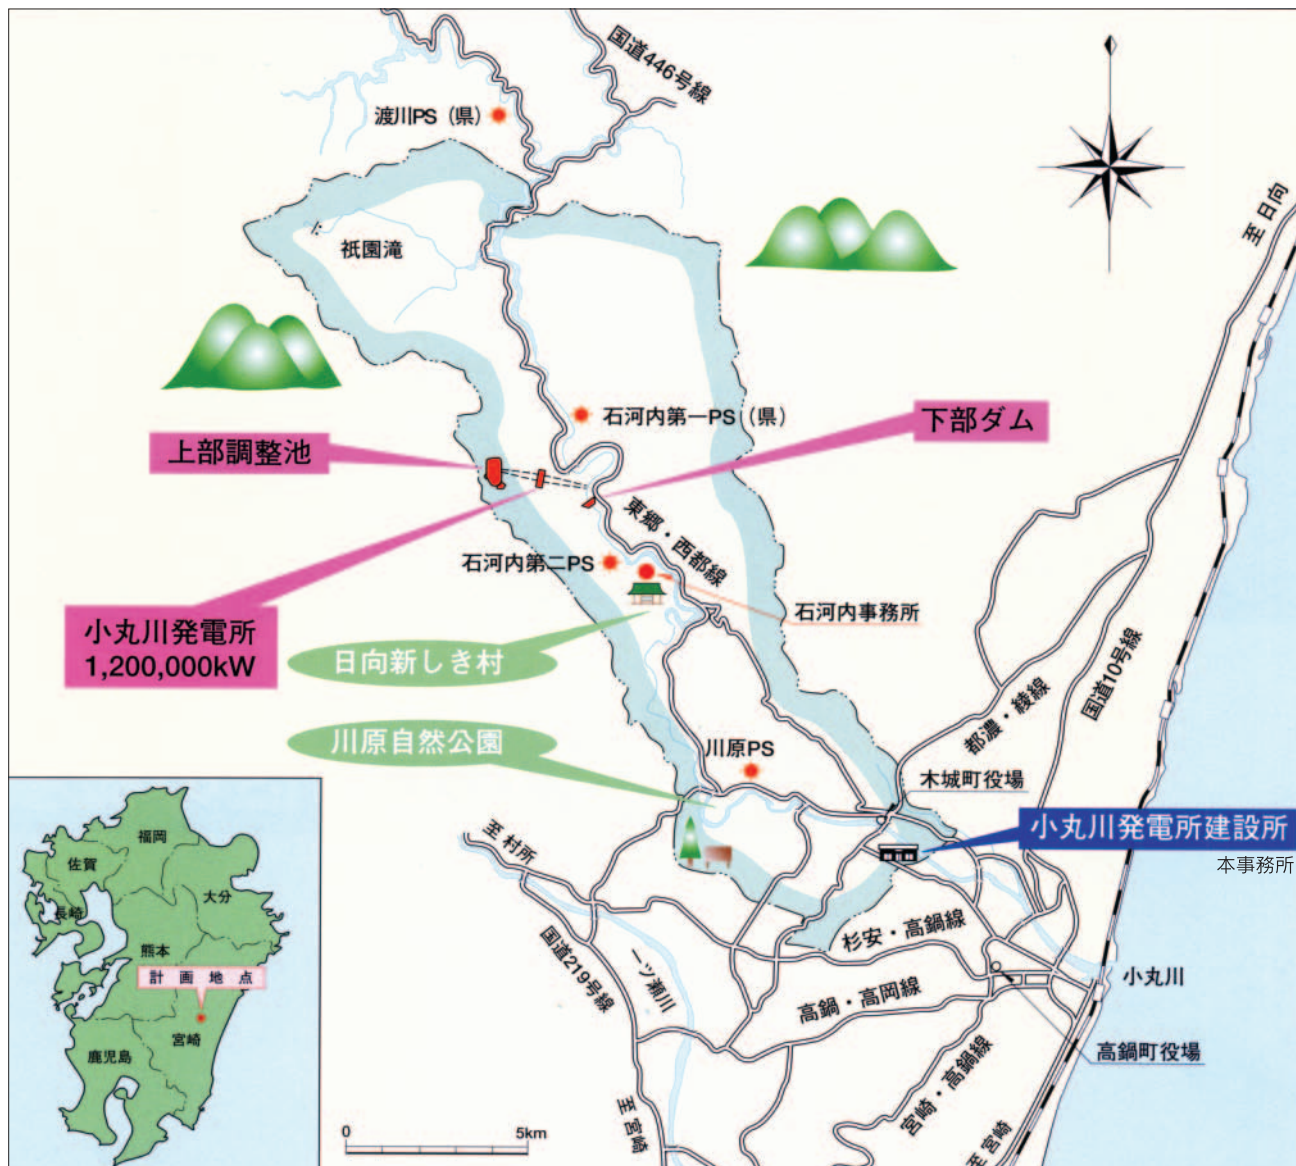 国道446号線
渡川PS（県）
至日向
祇園滝
石河内第一PS（県）
下部ダム
上部調整池
東郷・西都線
石河内第二PS
石河内事務所
小丸川発電所
1,200,000kW
日向新しき村
国道10号線
都濃・綾線
川原自然公園
川原PS
木城町役場
小丸川発電所建設所
本事務所
至村所
国道219号線
一ツ瀬川
杉安・高鍋線
小丸川
高鍋・高岡線
高鍋町役場
宮崎・高鍋線
至宮崎
至宮崎
0
5km
福岡
佐賀
大分
長崎
熊本
計画地点
宮崎
鹿児島